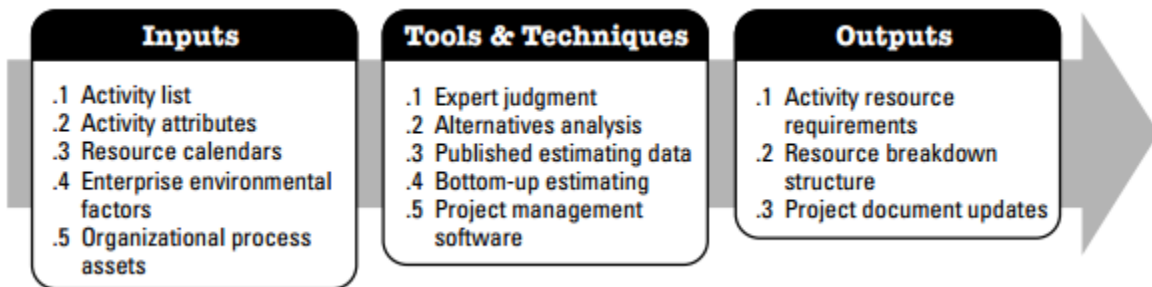 Inputs
.1 Activity list
.2 Activity attributes
.3 Resource calendars
.4 Enterprise environmental
factors
.5 Organizational process
assets
Tools & Techniques
.1 Expert judgment
.2 Alternatives analysis
.3 Published estimating data
.4 Bottom-up estimating
.5 Project management
software
Outputs
.1 Activity resource
requirements
.2 Resource breakdown
structure
.3 Project document updates